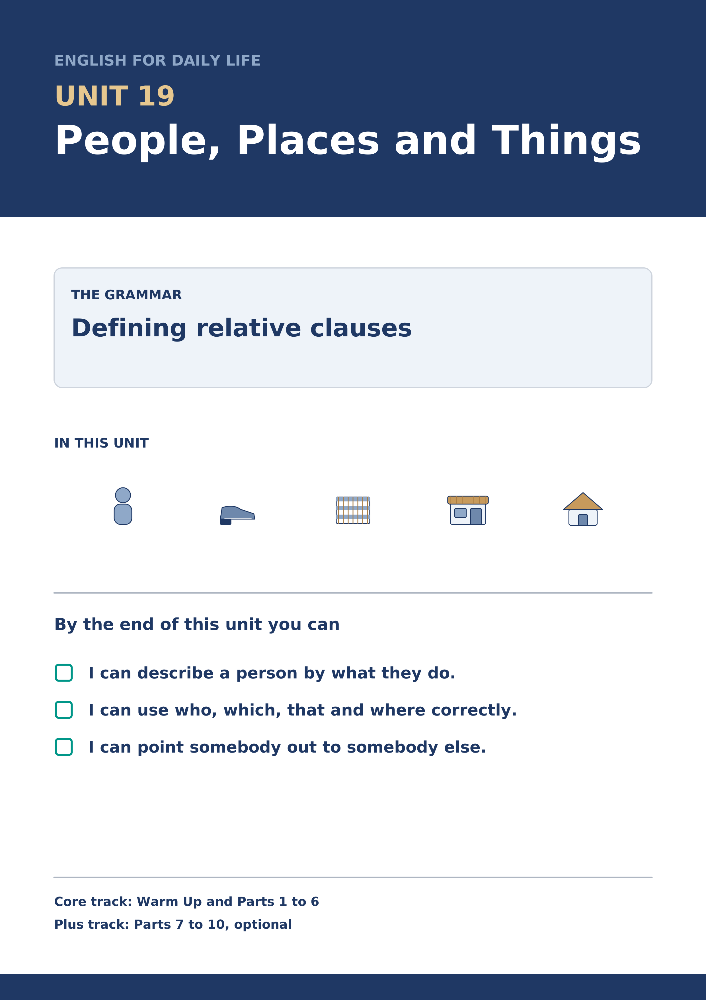 ENGLISH FOR DAILY LIFE
UNIT 19
People, Places and Things
THE GRAMMAR
Defining relative clauses
IN THIS UNIT
By the end of this unit you can
I can describe a person by what they do.
I can use who, which, that and where correctly.
I can point somebody out to somebody else.
Core track: Warm Up and Parts 1 to 6
Plus track: Parts 7 to 10, optional